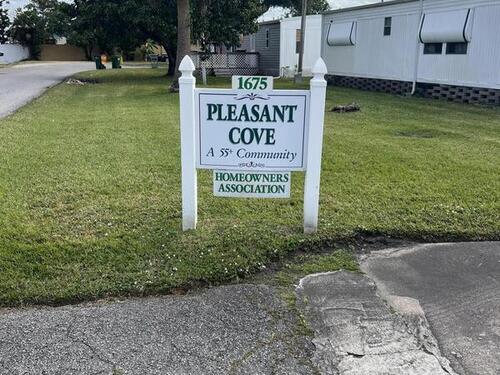 1675
PLEASANT
COVE
A 55+ Community
HOMEOWNERS
ASSOCIATION